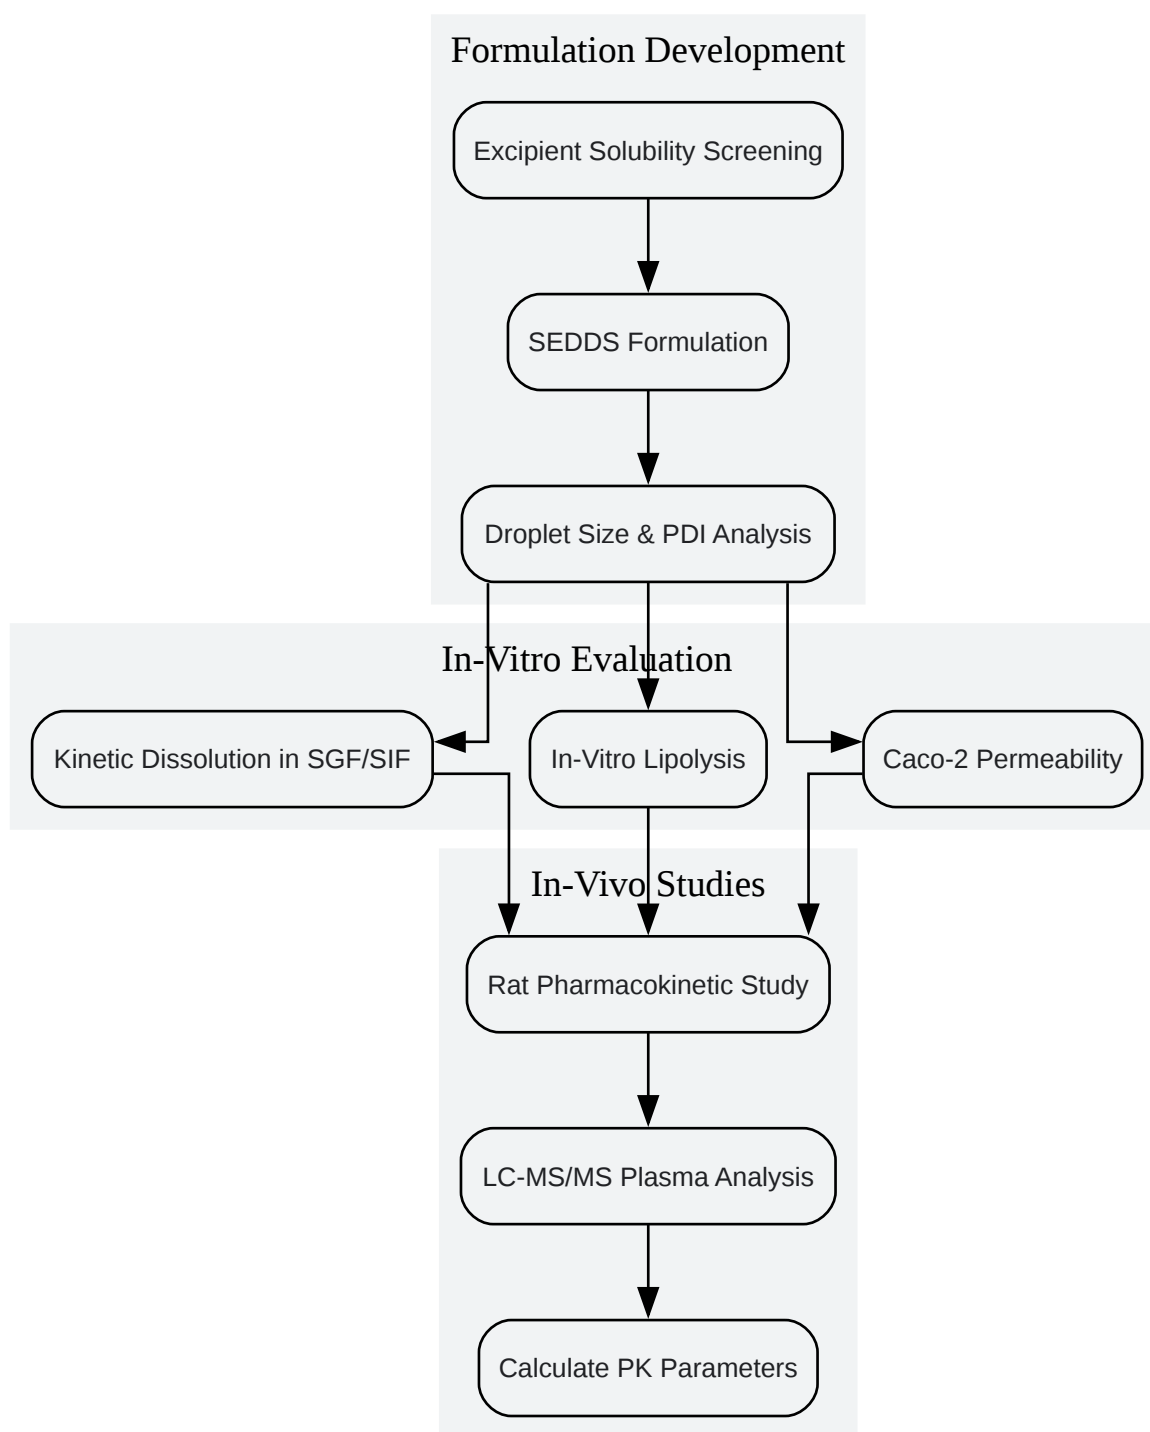 Formulation Development
Excipient Solubility Screening
SEDDS Formulation
Droplet Size & PDI Analysis
In-Vitro Evaluation
Kinetic Dissolution in SGF/SIF
In-Vitro Lipolysis
Caco-2 Permeability
In-Vivo Studies
Rat Pharmacokinetic Study
LC-MS/MS Plasma Analysis
Calculate PK Parameters